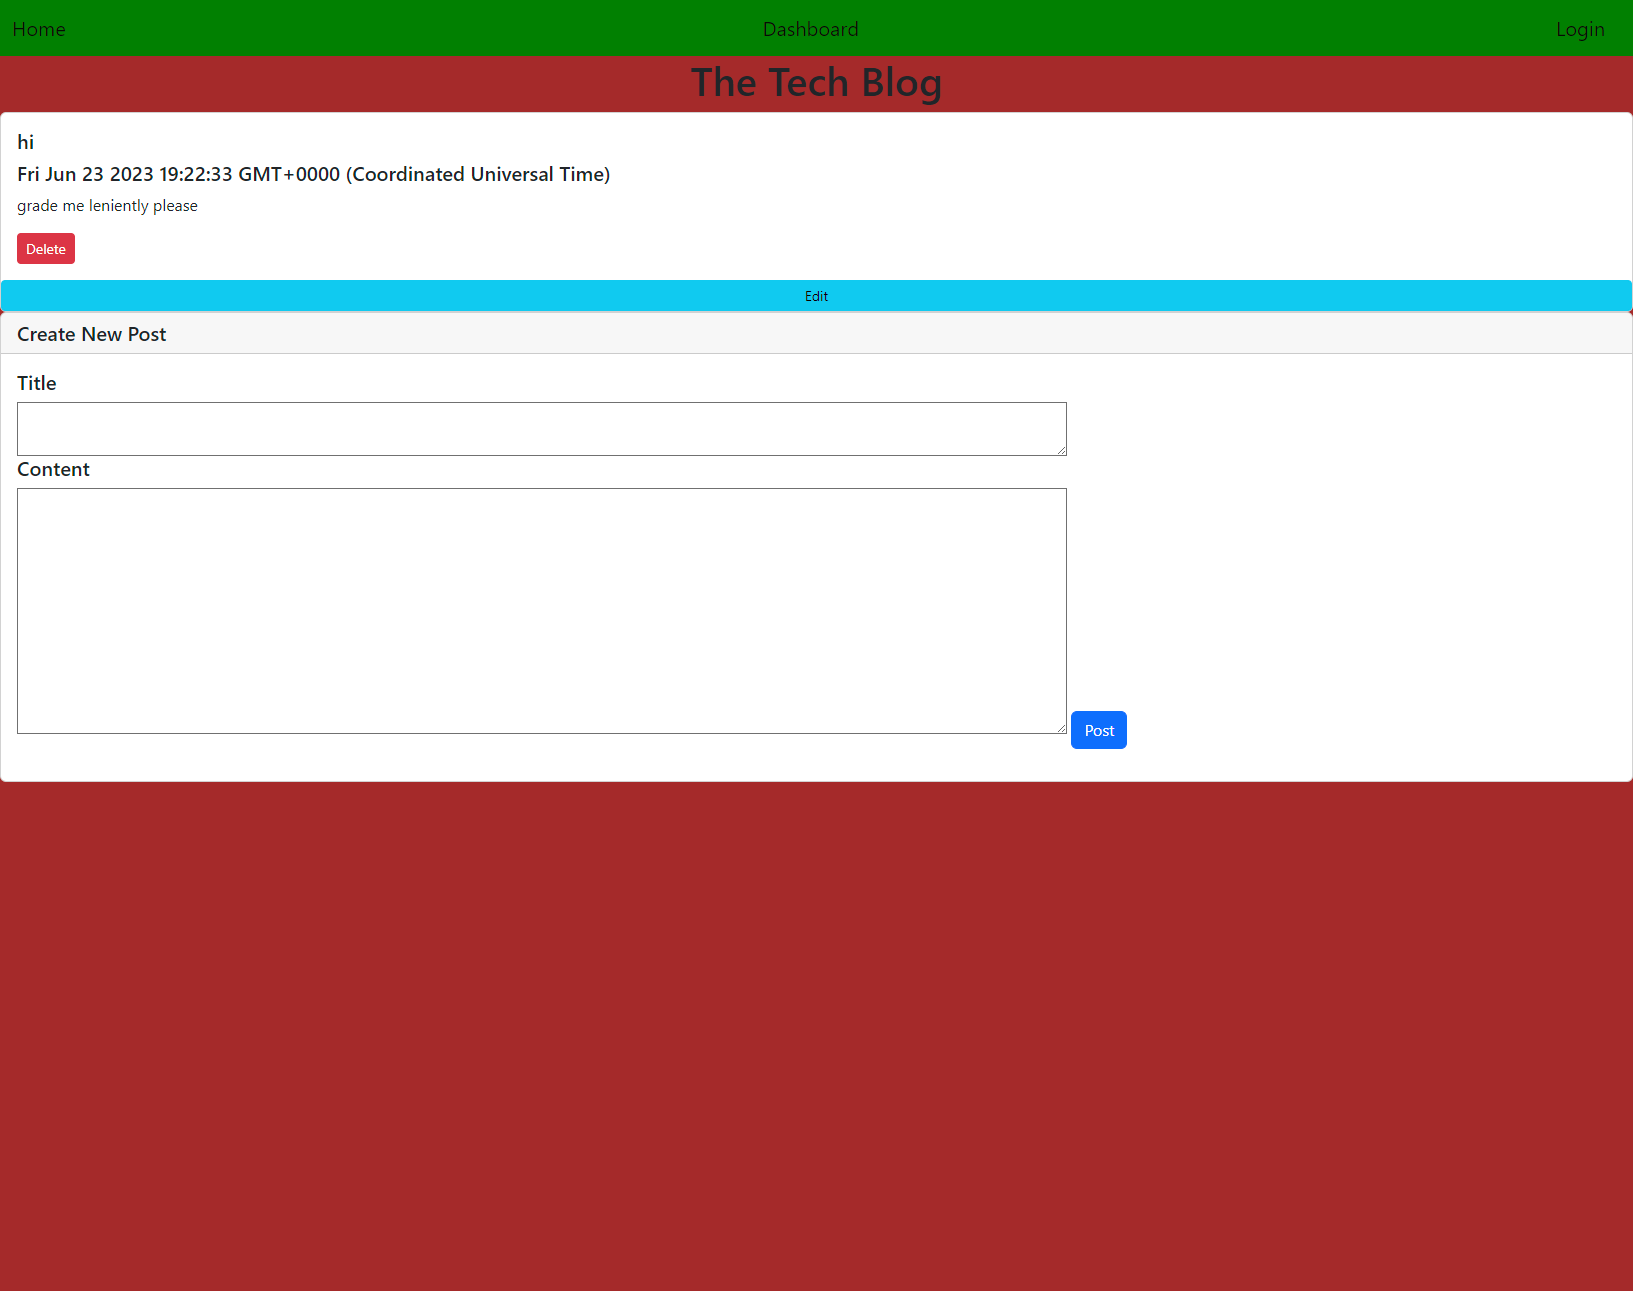 Home Dashboard Login
The Tech Blog
hi
Fri Jun 23 2023 19:22:33 GMT+0000 (Coordinated Universal Time)
grade me leniently please
Delete
Edit
Create New Post
Title
Content
Post